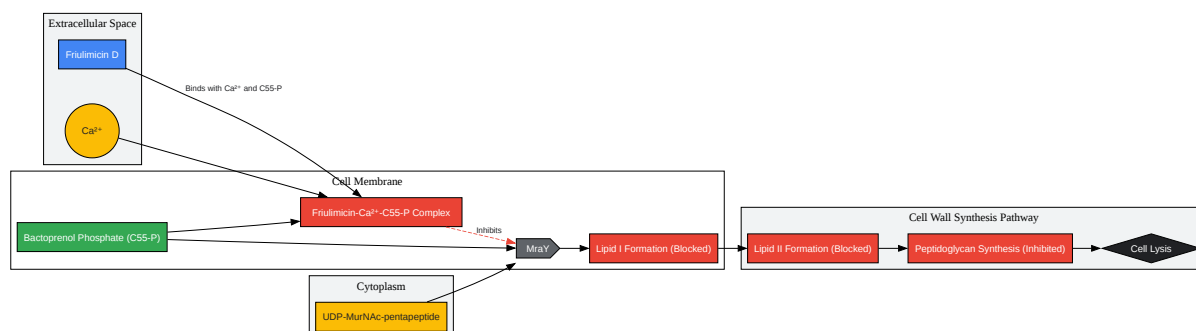 Extracellular Space
Friulimicin D
Binds with Ca²⁺ and C55-P
Ca²⁺
Cell Membrane
Friulimicin-Ca²⁺-C55-P Complex
Bactoprenol Phosphate (C55-P)
Inhibits
MraY
Lipid I Formation (Blocked)
Cell Wall Synthesis Pathway
Lipid II Formation (Blocked)
Peptidoglycan Synthesis (Inhibited)
Cell Lysis
Cytoplasm
UDP-MurNAc-pentapeptide